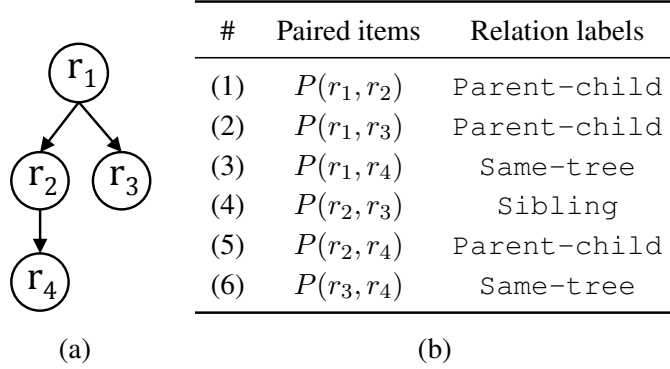 r₁
r₂ r₃
r₄
(a)
# Paired items Relation labels
(1) P(r₁, r₂) Parent-child
(2) P(r₁, r₃) Parent-child
(3) P(r₁, r₄) Same-tree
(4) P(r₂, r₃) Sibling
(5) P(r₂, r₄) Parent-child
(6) P(r₃, r₄) Same-tree
(b)